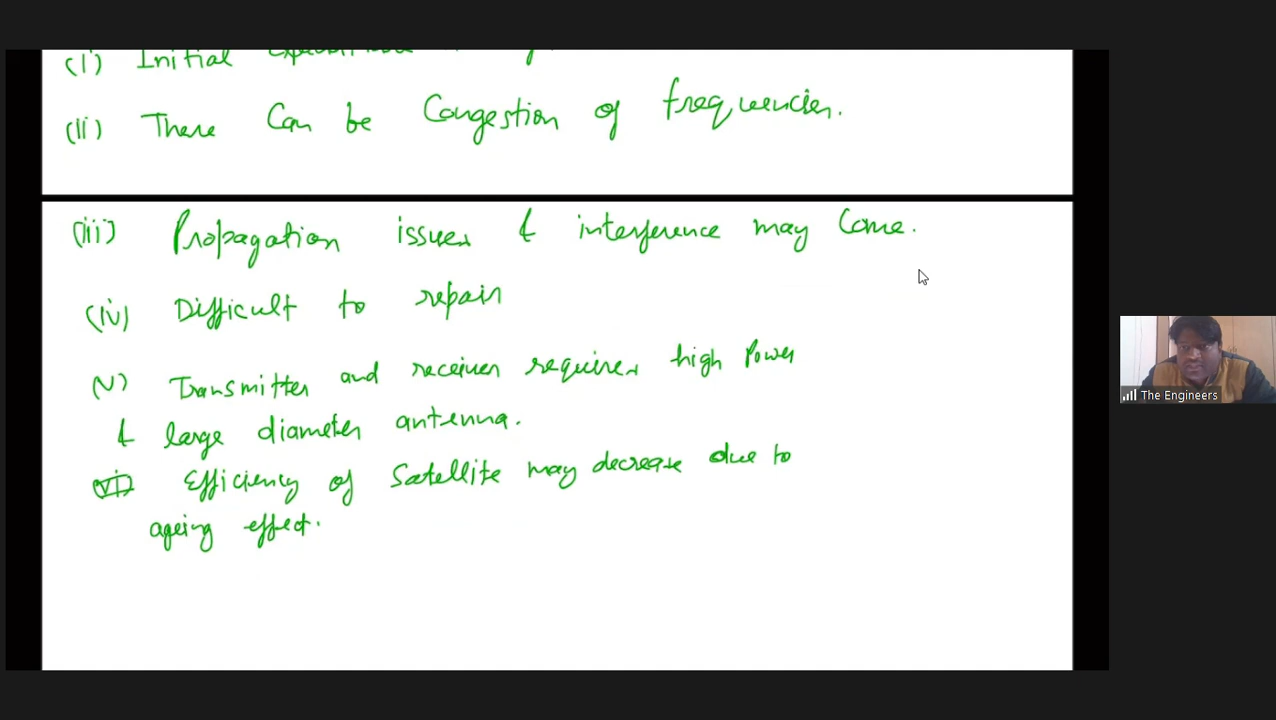 (i) Initial
(ii) There Can be Congestion of frequencies.
(iii) Propagation issues & interference may Come.
(iv) Difficult to repair
(v) Transmitter and receiver requires high Power
& large diameter antenna.
(vi) Efficiency of Satellite may decrease due to
ageing effect.
The Engineers